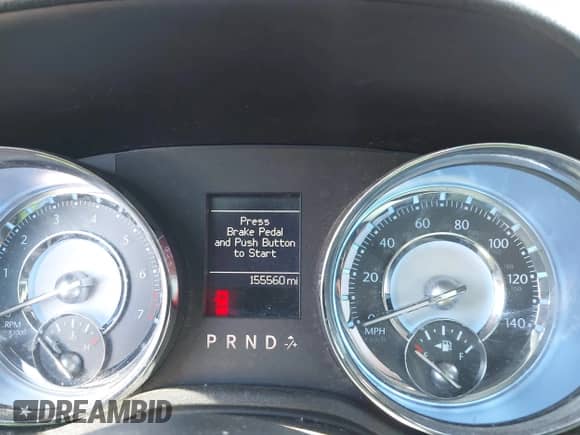 Press
Brake Pedal
and Push Button
to Start
155560 mi
P R N D
1 2 3 4 5 6 7
RPM
H
0 20 40 60 80 100 120 140
MPH
E F
DREAMBID